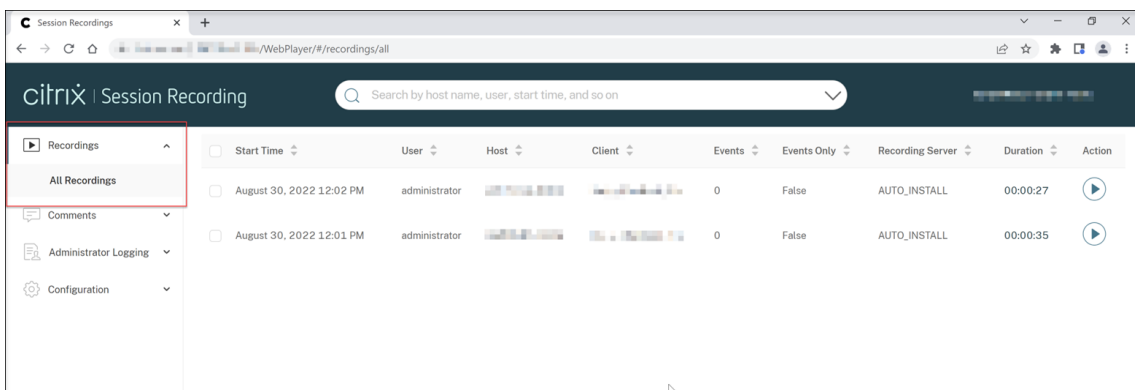 Session Recordings
/WebPlayer/#/recordings/all
citrix | Session Recording
Search by host name, user, start time, and so on
Recordings
All Recordings
Comments
Administrator Logging
Configuration
Start Time User Host Client Events Events Only Recording Server Duration Action
August 30, 2022 12:02 PM administrator 0 False AUTO_INSTALL 00:00:27
August 30, 2022 12:01 PM administrator 0 False AUTO_INSTALL 00:00:35